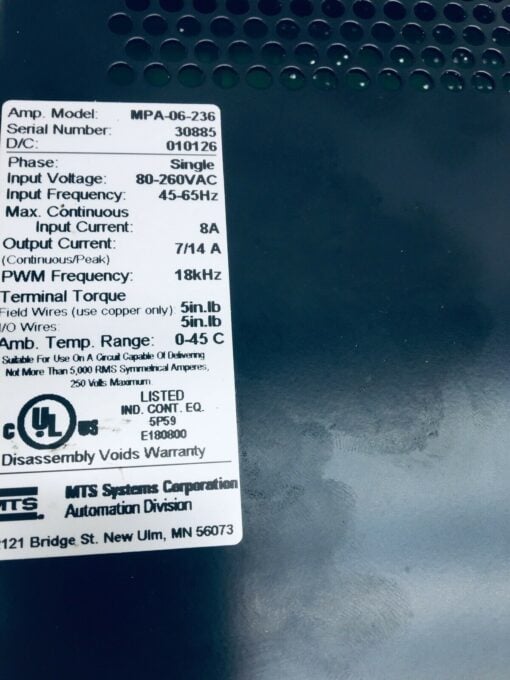 Amp. Model: MPA-06-236
Serial Number: 30885
D/C: 010126
Phase: Single
Input Voltage: 80-260VAC
Input Frequency: 45-65Hz
Max. Continuous
Input Current: 8A
Output Current: 7/14 A
(Continuous/Peak)
PWM Frequency: 18kHz
Terminal Torque
Field Wires (use copper only) 5in.lb
I/O Wires: 5in.lb
Amb. Temp. Range: 0-45 C
Suitable For Use On A Circuit Capable Of Delivering
Not More Than 5,000 RMS Symmetrical Amperes,
250 Volts Maximum
LISTED
IND. CONT. EQ.
5P59
E180800
c UL US
Disassembly Voids Warranty
MTS
MTS Systems Corporation
Automation Division
2121 Bridge St. New Ulm, MN 56073